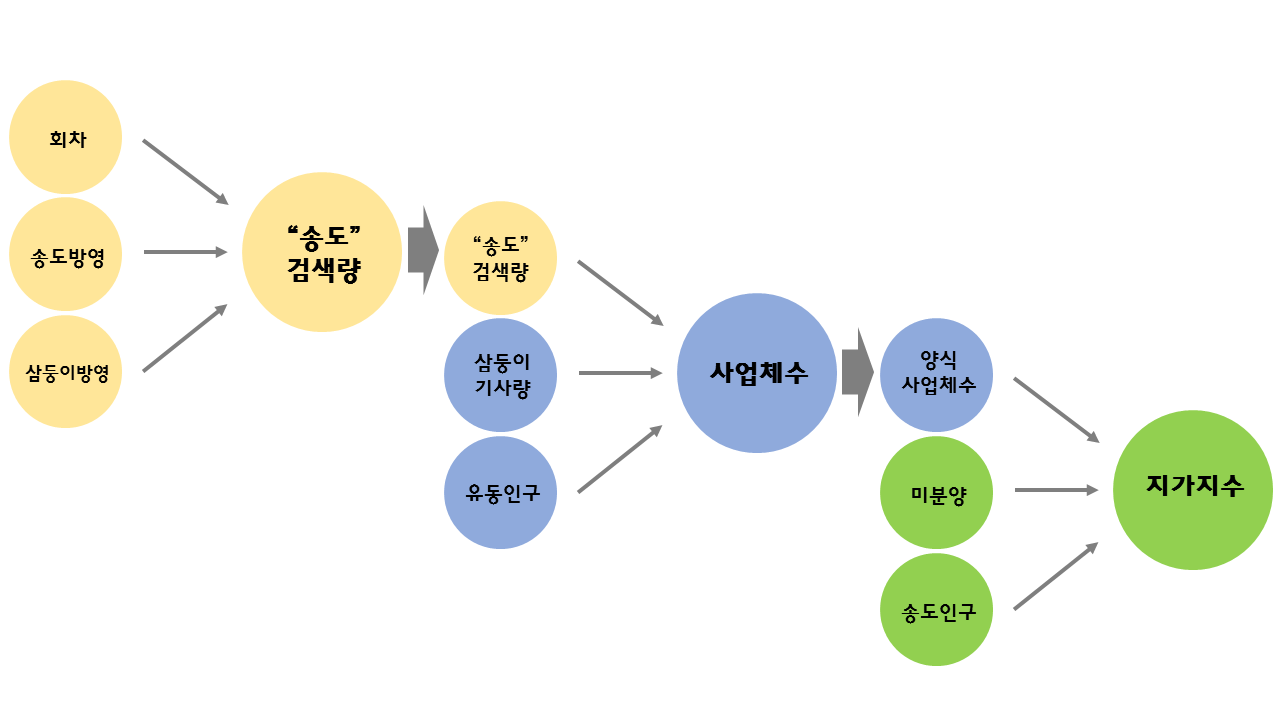 회차
송도방영
삼둥이방영
“송도”
검색량
“송도”
검색량
삼둥이
기사량
유동인구
사업체수
양식
사업체수
미분양
송도인구
지가지수